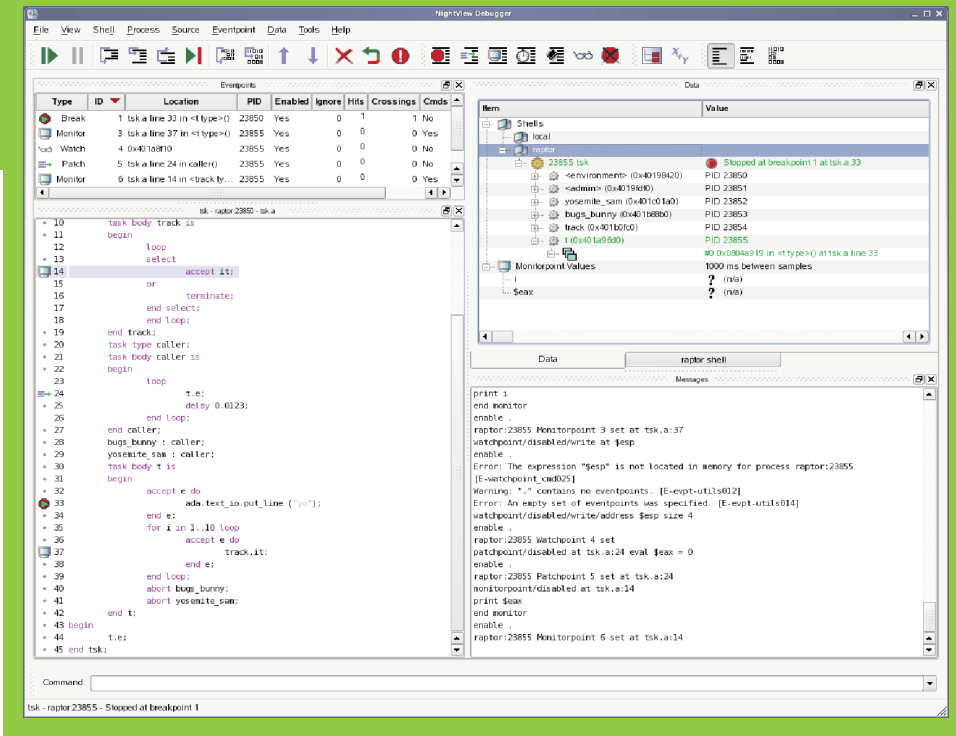 NightView Debugger
File View Shell Process Source Eventpoint Data Tools Help
Eventpoints
Type ID Location PID Enabled Ignore Hits Crossings Cmds
Break 1 tsk.a line 33 in <t type>() 23850 Yes 0 1 1 No
Monitor 3 tsk.a line 37 in <t type>() 23855 Yes 0 0 0 Yes
Watch 4 0x401a8f10 23855 Yes 0 0 0 No
Patch 5 tsk.a line 24 in caller() 23855 Yes 0 0 0 No
Monitor 6 tsk.a line 14 in <track ty... 23855 Yes 0 0 0 Yes
tsk - raptor:23850 - tsk.a
10 task body track is
11 begin
12 loop
13 select
14 accept it;
15 or
16 terminate;
17 end select;
18 end loop;
19 end track;
20 task type caller;
21 task body caller is
22 begin
23 loop
24 t.e;
25 delay 0.0123;
26 end loop;
27 end caller;
28 bugs_bunny : caller;
29 yosemite_sam : caller;
30 task body t is
31 begin
32 accept e do
33 ada.text_io.put_line ("yo");
34 end e;
35 for i in 1..10 loop
36 accept e do
37 track.it;
38 end e;
39 end loop;
40 abort bugs_bunny;
41 abort yosemite_sam;
42 end t;
43 begin
44 t.e;
45 end tsk;
Data
Item Value
Shells
local
raptor
23855 tsk Stopped at breakpoint 1 at tsk.a:33
<environment> (0x40198420) PID 23850
<admin> (0x4019fdf0) PID 23851
yosemite_sam (0x401c01a0) PID 23852
bugs_bunny (0x401b88b0) PID 23853
track (0x401b0fc0) PID 23854
t (0x401a96d0) PID 23855
#0 0x0804a919 in <t type>() at tsk.a line 33
Monitorpoint Values 1000 ms between samples
i ? (n/a)
$eax ? (n/a)
Data raptor shell
Messages
print i
end monitor
enable .
raptor:23855 Monitorpoint 3 set at tsk.a:37
watchpoint/disabled/write at $esp
enable .
Error: The expression "$esp" is not located in memory for process raptor:23855
[E-watchpoint_cmd025]
Warning: "." contains no eventpoints. [E-evpt-utils012]
Error: An empty set of eventpoints was specified. [E-evpt-utils014]
watchpoint/disabled/write/address $esp size 4
enable .
raptor:23855 Watchpoint 4 set
patchpoint/disabled at tsk.a:24 eval $eax = 0
enable .
raptor:23855 Patchpoint 5 set at tsk.a:24
monitorpoint/disabled at tsk.a:14
print $eax
end monitor
enable .
raptor:23855 Monitorpoint 6 set at tsk.a:14
Command:
tsk - raptor:23855 - Stopped at breakpoint 1